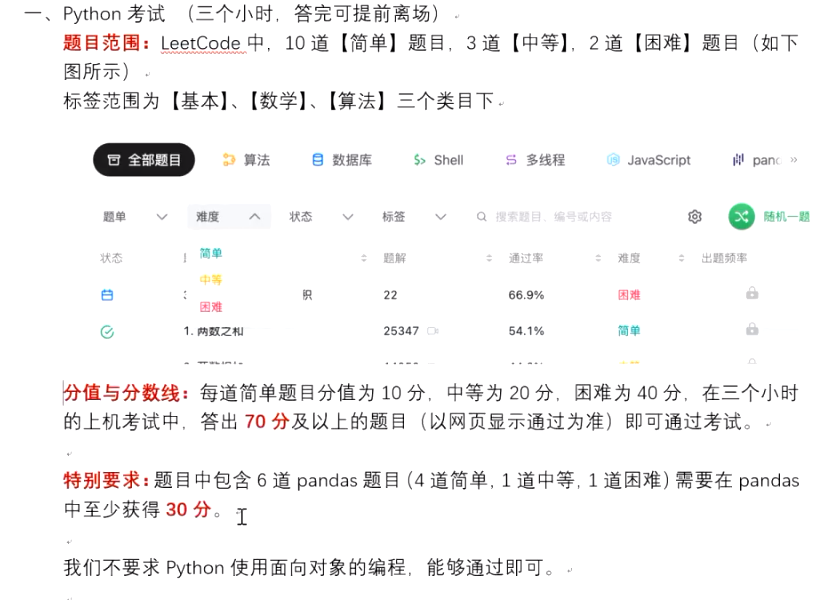 一、Python 考试 （三个小时，答完可提前离场）
题目范围：LeetCode 中，10 道【简单】题目，3 道【中等】，2 道【困难】题目（如下
图所示）
标签范围为【基本】、【数学】、【算法】三个类目下
全部题目 算法 数据库 Shell 多线程 JavaScript »
题单 难度 状态 标签 搜索题目、编号或内容 随机一题
状态 题解 通过率 难度 出题频率
简单
中等
积 22 66.9% 困难
困难
1. 两数之和 25347 54.1% 简单
分值与分数线：每道简单题目分值为 10 分，中等为 20 分，困难为 40 分，在三个小时
的上机考试中，答出 70 分及以上的题目（以网页显示通过为准）即可通过考试。
特别要求：题目中包含 6 道 pandas 题目（4 道简单, 1 道中等, 1 道困难）需要在 pandas
中至少获得 30 分。
我们不要求 Python 使用面向对象的编程，能够通过即可。